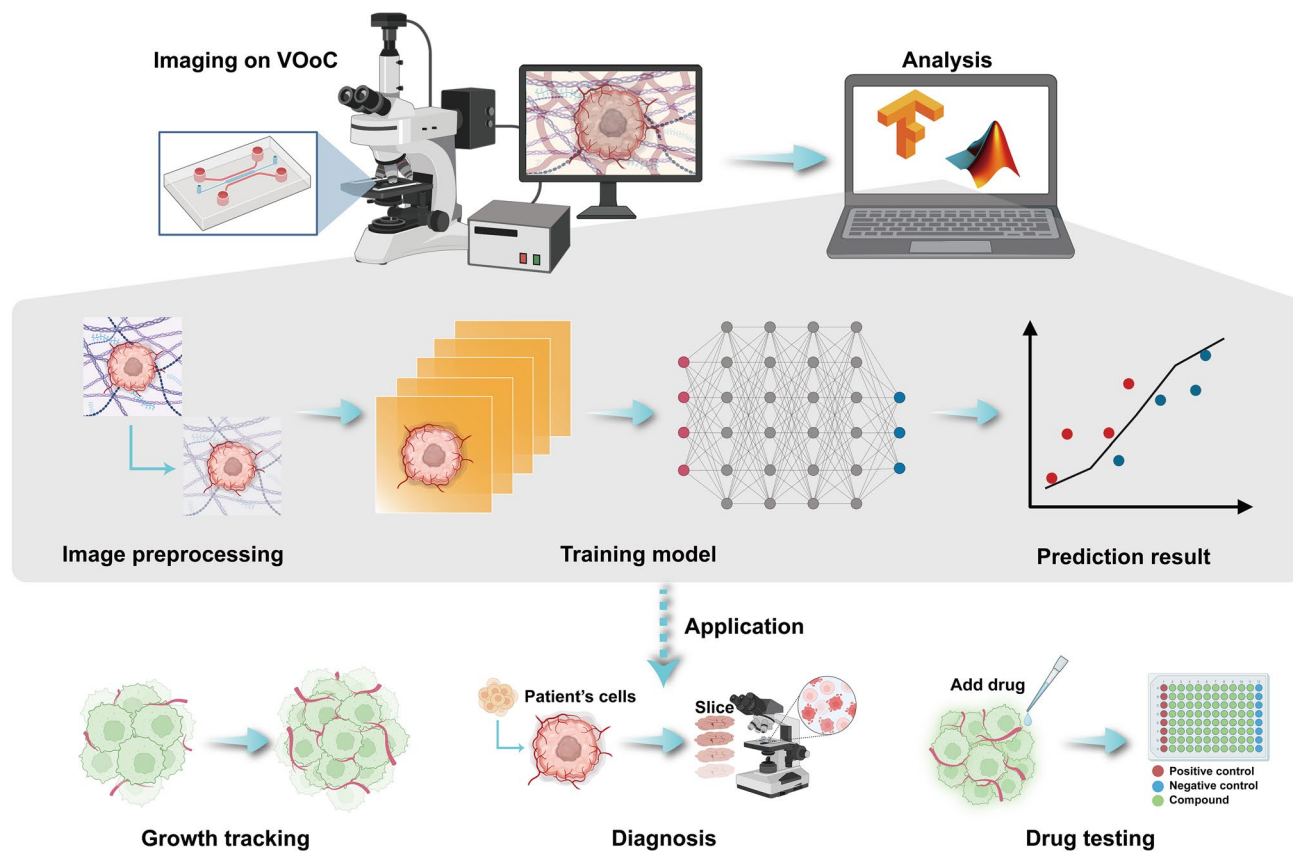 Imaging on VOoC
Analysis
Image preprocessing
Training model
Prediction result
Application
Patient's cells
Slice
Add drug
Positive control
Negative control
Compound
Growth tracking
Diagnosis
Drug testing